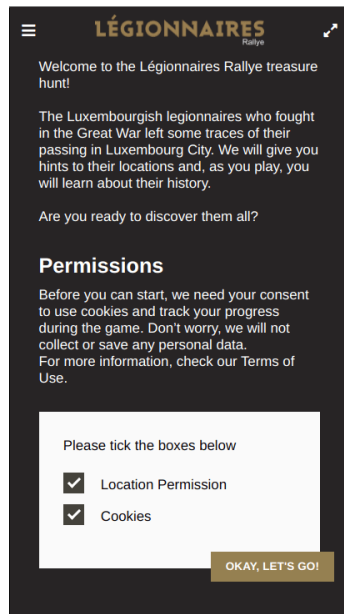 LÉGIONNAIRES
Rallye
Welcome to the Légionnaires Rallye treasure
hunt!
The Luxembourgish legionnaires who fought
in the Great War left some traces of their
passing in Luxembourg City. We will give you
hints to their locations and, as you play, you
will learn about their history.
Are you ready to discover them all?
Permissions
Before you can start, we need your consent
to use cookies and track your progress
during the game. Don't worry, we will not
collect or save any personal data.
For more information, check our Terms of
Use.
Please tick the boxes below
Location Permission
Cookies
OKAY, LET'S GO!